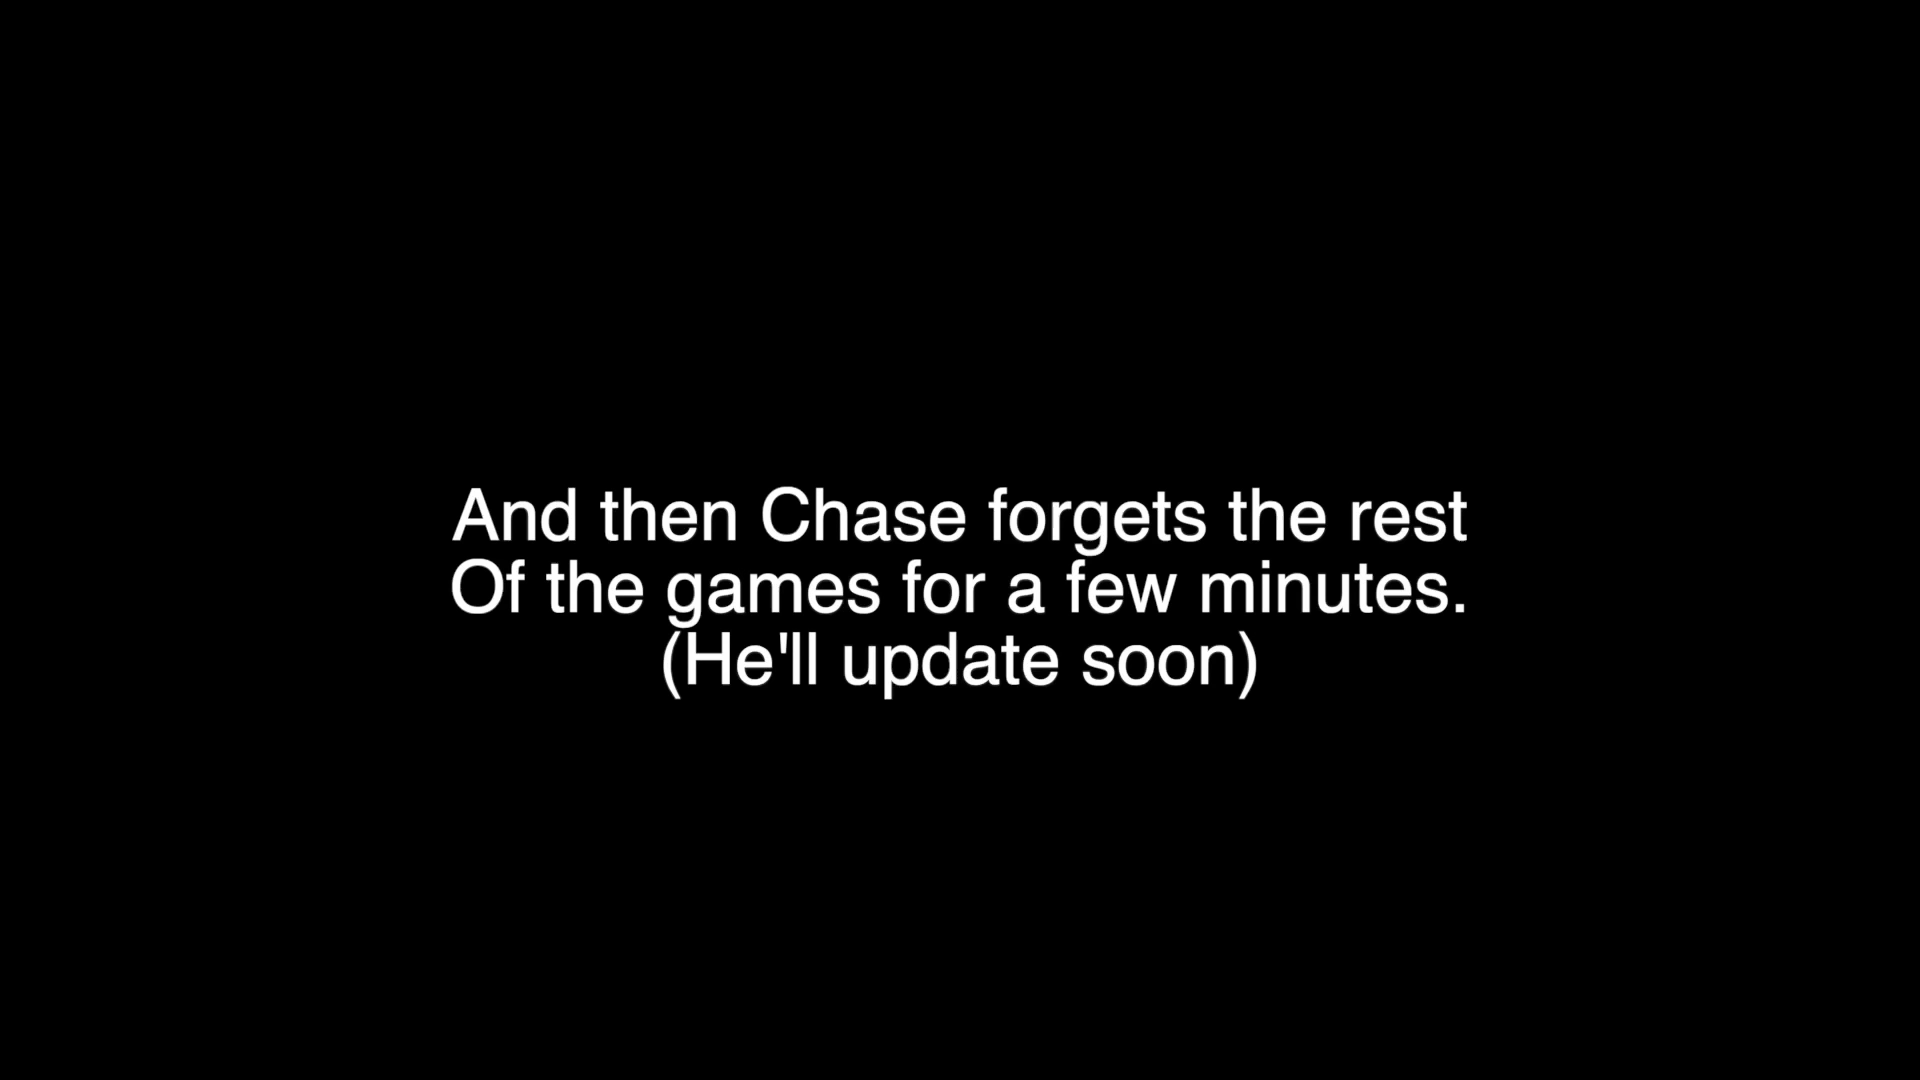 And then Chase forgets the rest
Of the games for a few minutes.
(He'll update soon)